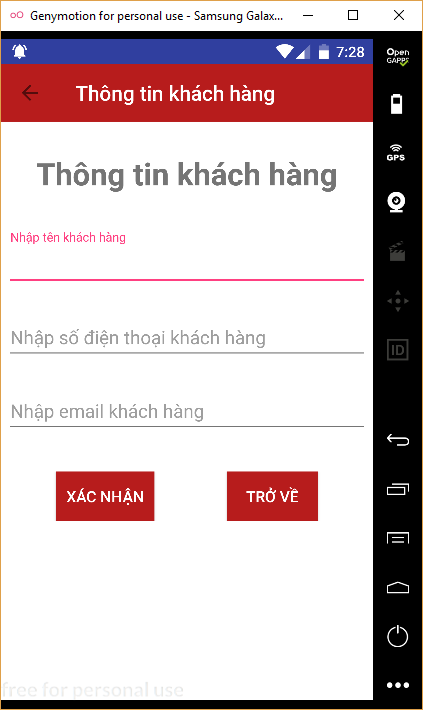 Genymotion for personal use - Samsung Galax...
7:28
Open
GAPPS
Thông tin khách hàng
GPS
Thông tin khách hàng
Nhập tên khách hàng
ID
Nhập số điện thoại khách hàng
Nhập email khách hàng
XÁC NHẬN
TRỞ VỀ
free for personal use